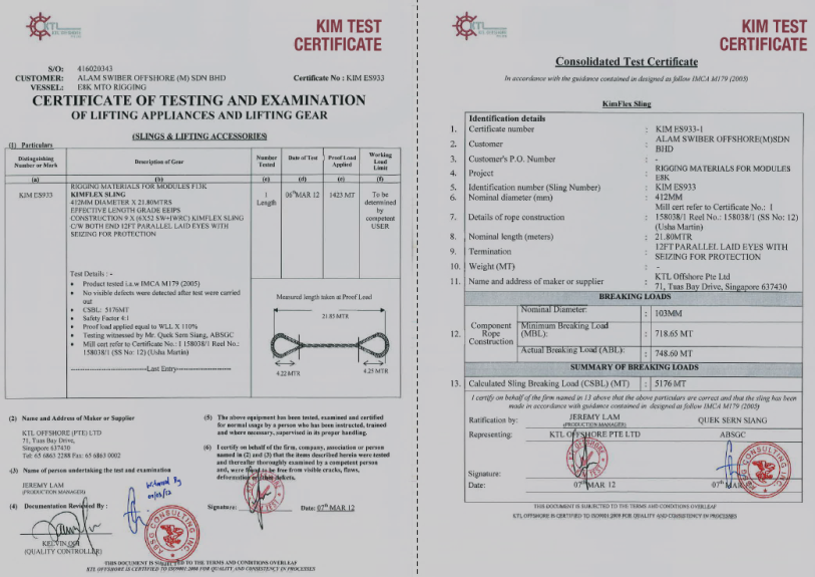 KTL OFFSHORE
KIM TEST
CERTIFICATE
S/O: 416020343
CUSTOMER: ALAM SWIBER OFFSHORE (M) SDN BHD Certificate No : KIM ES933
VESSEL: E8K MTO RIGGING
CERTIFICATE OF TESTING AND EXAMINATION
OF LIFTING APPLIANCES AND LIFTING GEAR
(SLINGS & LIFTING ACCESSORIES)
(1) Particulars
Distinguishing Number or Mark Description of Gear Number Tested Date of Test Proof Load Applied Working Load Limit
(a) (b) (c) (d) (e) (f)
RIGGING MATERIALS FOR MODULES
KIM ES933 KIMFLEX SLING 1 Length 06th MAR 12 1423 MT To be determined by competent USER
412MM DIAMETER X 21.80MTRS
EFFECTIVE LENGTH GRADE EEIPS
CONSTRUCTION 9 X (6X52 SW+IWRC) KIMFLEX SLING
C/W BOTH END 12FT PARALLEL LAID EYES WITH
SEIZING FOR PROTECTION
Test Details : -
• Product tested i.a.w IMCA M179 (2005)
• No visible defects were detected after test were carried
out
• CSBL: 5176MT
• Safety Factor 4:1
• Proof load applied equal to WLL X 110%
• Testing witnessed by Mr. Quek Sern Siang, ABSGC
• Mill cert refer to Certificate No.: I 158038/1 Reel No.:
158038/1 (SS No: 12) (Usha Martin)
Last Entry
Measured length taken at Proof Load
21.85 MTR
4.22 MTR 4.25 MTR
(2) Name and Address of Maker or Supplier
KTL OFFSHORE (PTE) LTD
71, Tuas Bay Drive,
Singapore 637430
Tel: 65 6863 2288 Fax: 65 6863 0002
(3) Name of person undertaking the test and examination
JEREMY LAM
(PRODUCTION MANAGER)
(4) Documentation Reviewed By :
KELVIN
(QUALITY CONTROLLER)
Witnessed By
ABSG CONSULTING INC.
(5) The above equipment has been tested, examined and certified
for normal usage by a person who has been instructed, trained
and where necessary, supervised in its proper handling.
(6) I certify on behalf of the firm, company, association or person
named in (2) and (3) that the items described herein were tested
and thereafter thoroughly examined by a competent person
and, were found to be free from visible cracks, flaws,
deformation or other defects.
Signature: Date: 07th MAR 12
THIS DOCUMENT IS SUBJECTED TO THE TERMS AND CONDITIONS OVERLEAF
KTL OFFSHORE IS CERTIFIED TO ISO9001:2008 FOR QUALITY AND CONSISTENCY IN PROCESSES
KTL OFFSHORE
KIM TEST
CERTIFICATE
Consolidated Test Certificate
In accordance with the guidance contained in designed as follow IMCA M179 (2005)
KimFlex Sling
Identification details
1. Certificate number : KIM ES933-1
2. Customer : ALAM SWIBER OFFSHORE(M)SDN
BHD
3. Customer's P.O. Number : -
4. Project : RIGGING MATERIALS FOR MODULES
E8K
5. Identification number (Sling Number) : KIM ES933
6. Nominal diameter (mm) : 412MM
7. Details of rope construction : Mill cert refer to Certificate No.: I
158038/1 Reel No.: 158038/1 (SS No: 12)
(Usha Martin)
8. Nominal length (meters) : 21.80MTR
9. Termination : 12FT PARALLEL LAID EYES WITH
SEIZING FOR PROTECTION
10. Weight (MT) : -
11. Name and address of maker or supplier : KTL Offshore Pte Ltd
71, Tuas Bay Drive, Singapore 637430
BREAKING LOADS
12. Component Rope Construction
Nominal Diameter: : 103MM
Minimum Breaking Load (MBL): : 718.65 MT
Actual Breaking Load (ABL): : 748.60 MT
SUMMARY OF BREAKING LOADS
13. Calculated Sling Breaking Load (CSBL) (MT) : 5176 MT
I certify on behalf of the firm named in 11 above that the above particulars are correct and that the sling has been
made in accordance with guidance contained in designed as follow IMCA M179 (2005)
Ratification by: JEREMY LAM QUEK SERN SIANG
(PRODUCTION MANAGER)
Representing: KTL OFFSHORE PTE LTD ABSGC
Signature:
Date: 07th MAR 12 07th MAR
ABSG CONSULTING INC.
THIS DOCUMENT IS SUBJECTED TO THE TERMS AND CONDITIONS OVERLEAF
KTL OFFSHORE IS CERTIFIED TO ISO9001:2008 FOR QUALITY AND CONSISTENCY IN PROCESSES